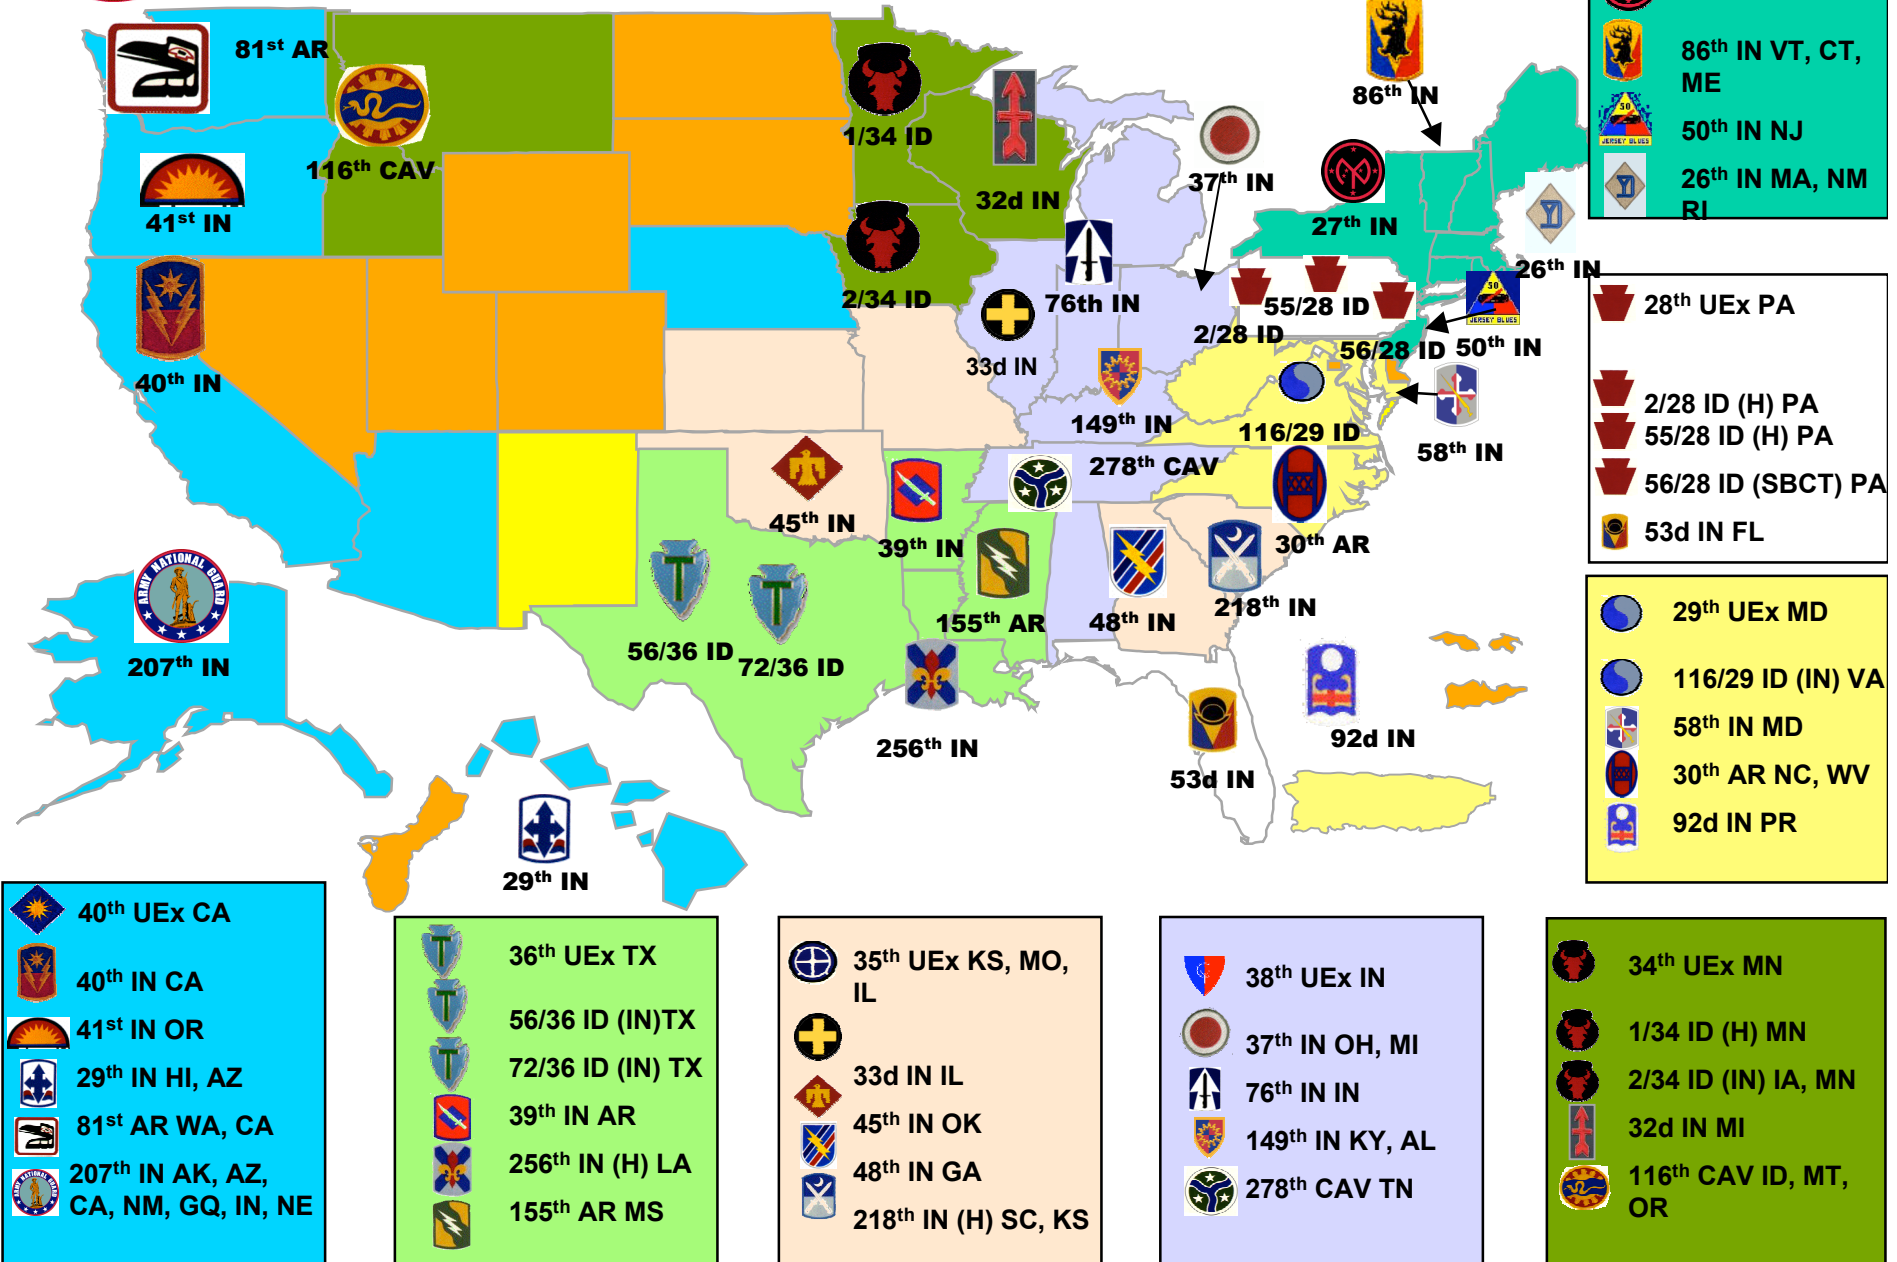 81st AR
116th CAV
41st IN
40th IN
1/34 ID
32d IN
2/34 ID
33d IN
76th IN
37th IN
86th IN
27th IN
26th IN
55/28 ID
2/28 ID
56/28 ID
50th IN
50
JERSEY BLUES
149th IN
116/29 ID
58th IN
278th CAV
45th IN
39th IN
30th AR
155th AR
48th IN
218th IN
56/36 ID
72/36 ID
256th IN
53d IN
92d IN
ARMY NATIONAL GUARD
207th IN
29th IN
86th IN VT, CT,
ME
50
JERSEY BLUES
50th IN NJ
26th IN MA, NM
RI
28th UEx PA
2/28 ID (H) PA
55/28 ID (H) PA
56/28 ID (SBCT) PA
53d IN FL
29th UEx MD
116/29 ID (IN) VA
58th IN MD
30th AR NC, WV
92d IN PR
40th UEx CA
40th IN CA
41st IN OR
29th IN HI, AZ
81st AR WA, CA
207th IN AK, AZ,
CA, NM, GQ, IN, NE
36th UEx TX
T
56/36 ID (IN)TX
T
72/36 ID (IN) TX
T
39th IN AR
256th IN (H) LA
155th AR MS
35th UEx KS, MO,
IL
33d IN IL
45th IN OK
48th IN GA
218th IN (H) SC, KS
38th UEx IN
37th IN OH, MI
76th IN IN
149th IN KY, AL
278th CAV TN
34th UEx MN
1/34 ID (H) MN
2/34 ID (IN) IA, MN
32d IN MI
116th CAV ID, MT,
OR